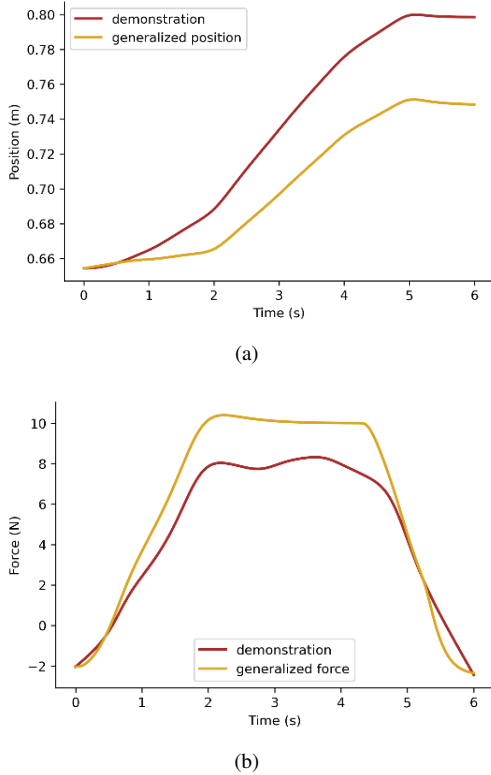 0.80
0.78
0.76
0.74
0.72
0.70
0.68
0.66
Position (m)
demonstration
generalized position
0 1 2 3 4 5 6
Time (s)
(a)
10
8
6
4
2
0
−2
Force (N)
demonstration
generalized force
0 1 2 3 4 5 6
Time (s)
(b)